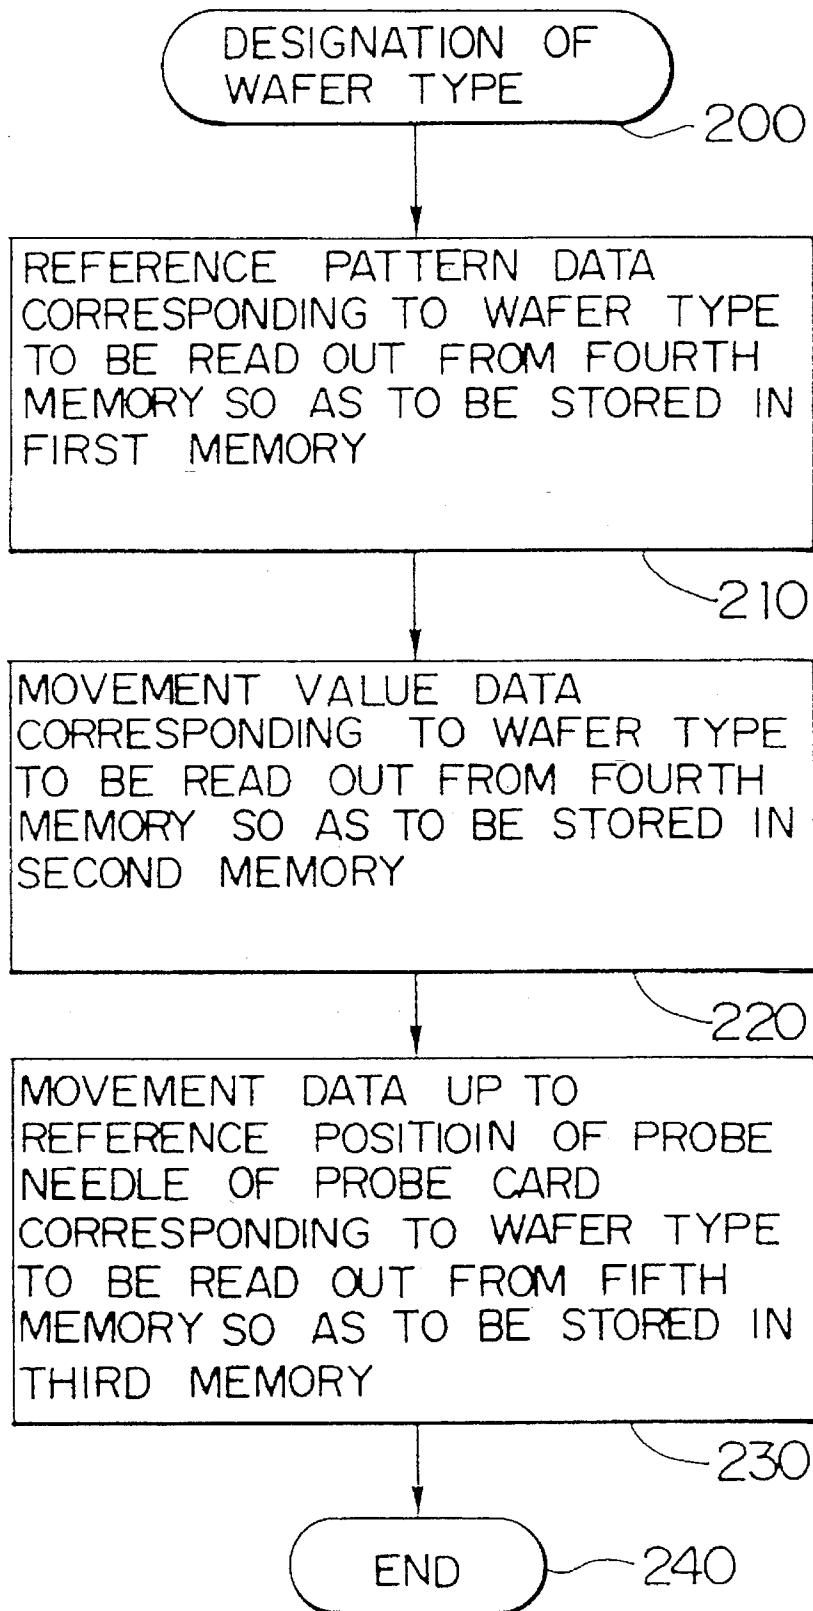 DESIGNATION OF
WAFER TYPE
200
REFERENCE PATTERN DATA
CORRESPONDING TO WAFER TYPE
TO BE READ OUT FROM FOURTH
MEMORY SO AS TO BE STORED IN
FIRST MEMORY
210
MOVEMENT VALUE DATA
CORRESPONDING TO WAFER TYPE
TO BE READ OUT FROM FOURTH
MEMORY SO AS TO BE STORED IN
SECOND MEMORY
220
MOVEMENT DATA UP TO
REFERENCE POSITIOIN OF PROBE
NEEDLE OF PROBE CARD
CORRESPONDING TO WAFER TYPE
TO BE READ OUT FROM FIFTH
MEMORY SO AS TO BE STORED IN
THIRD MEMORY
230
END
240